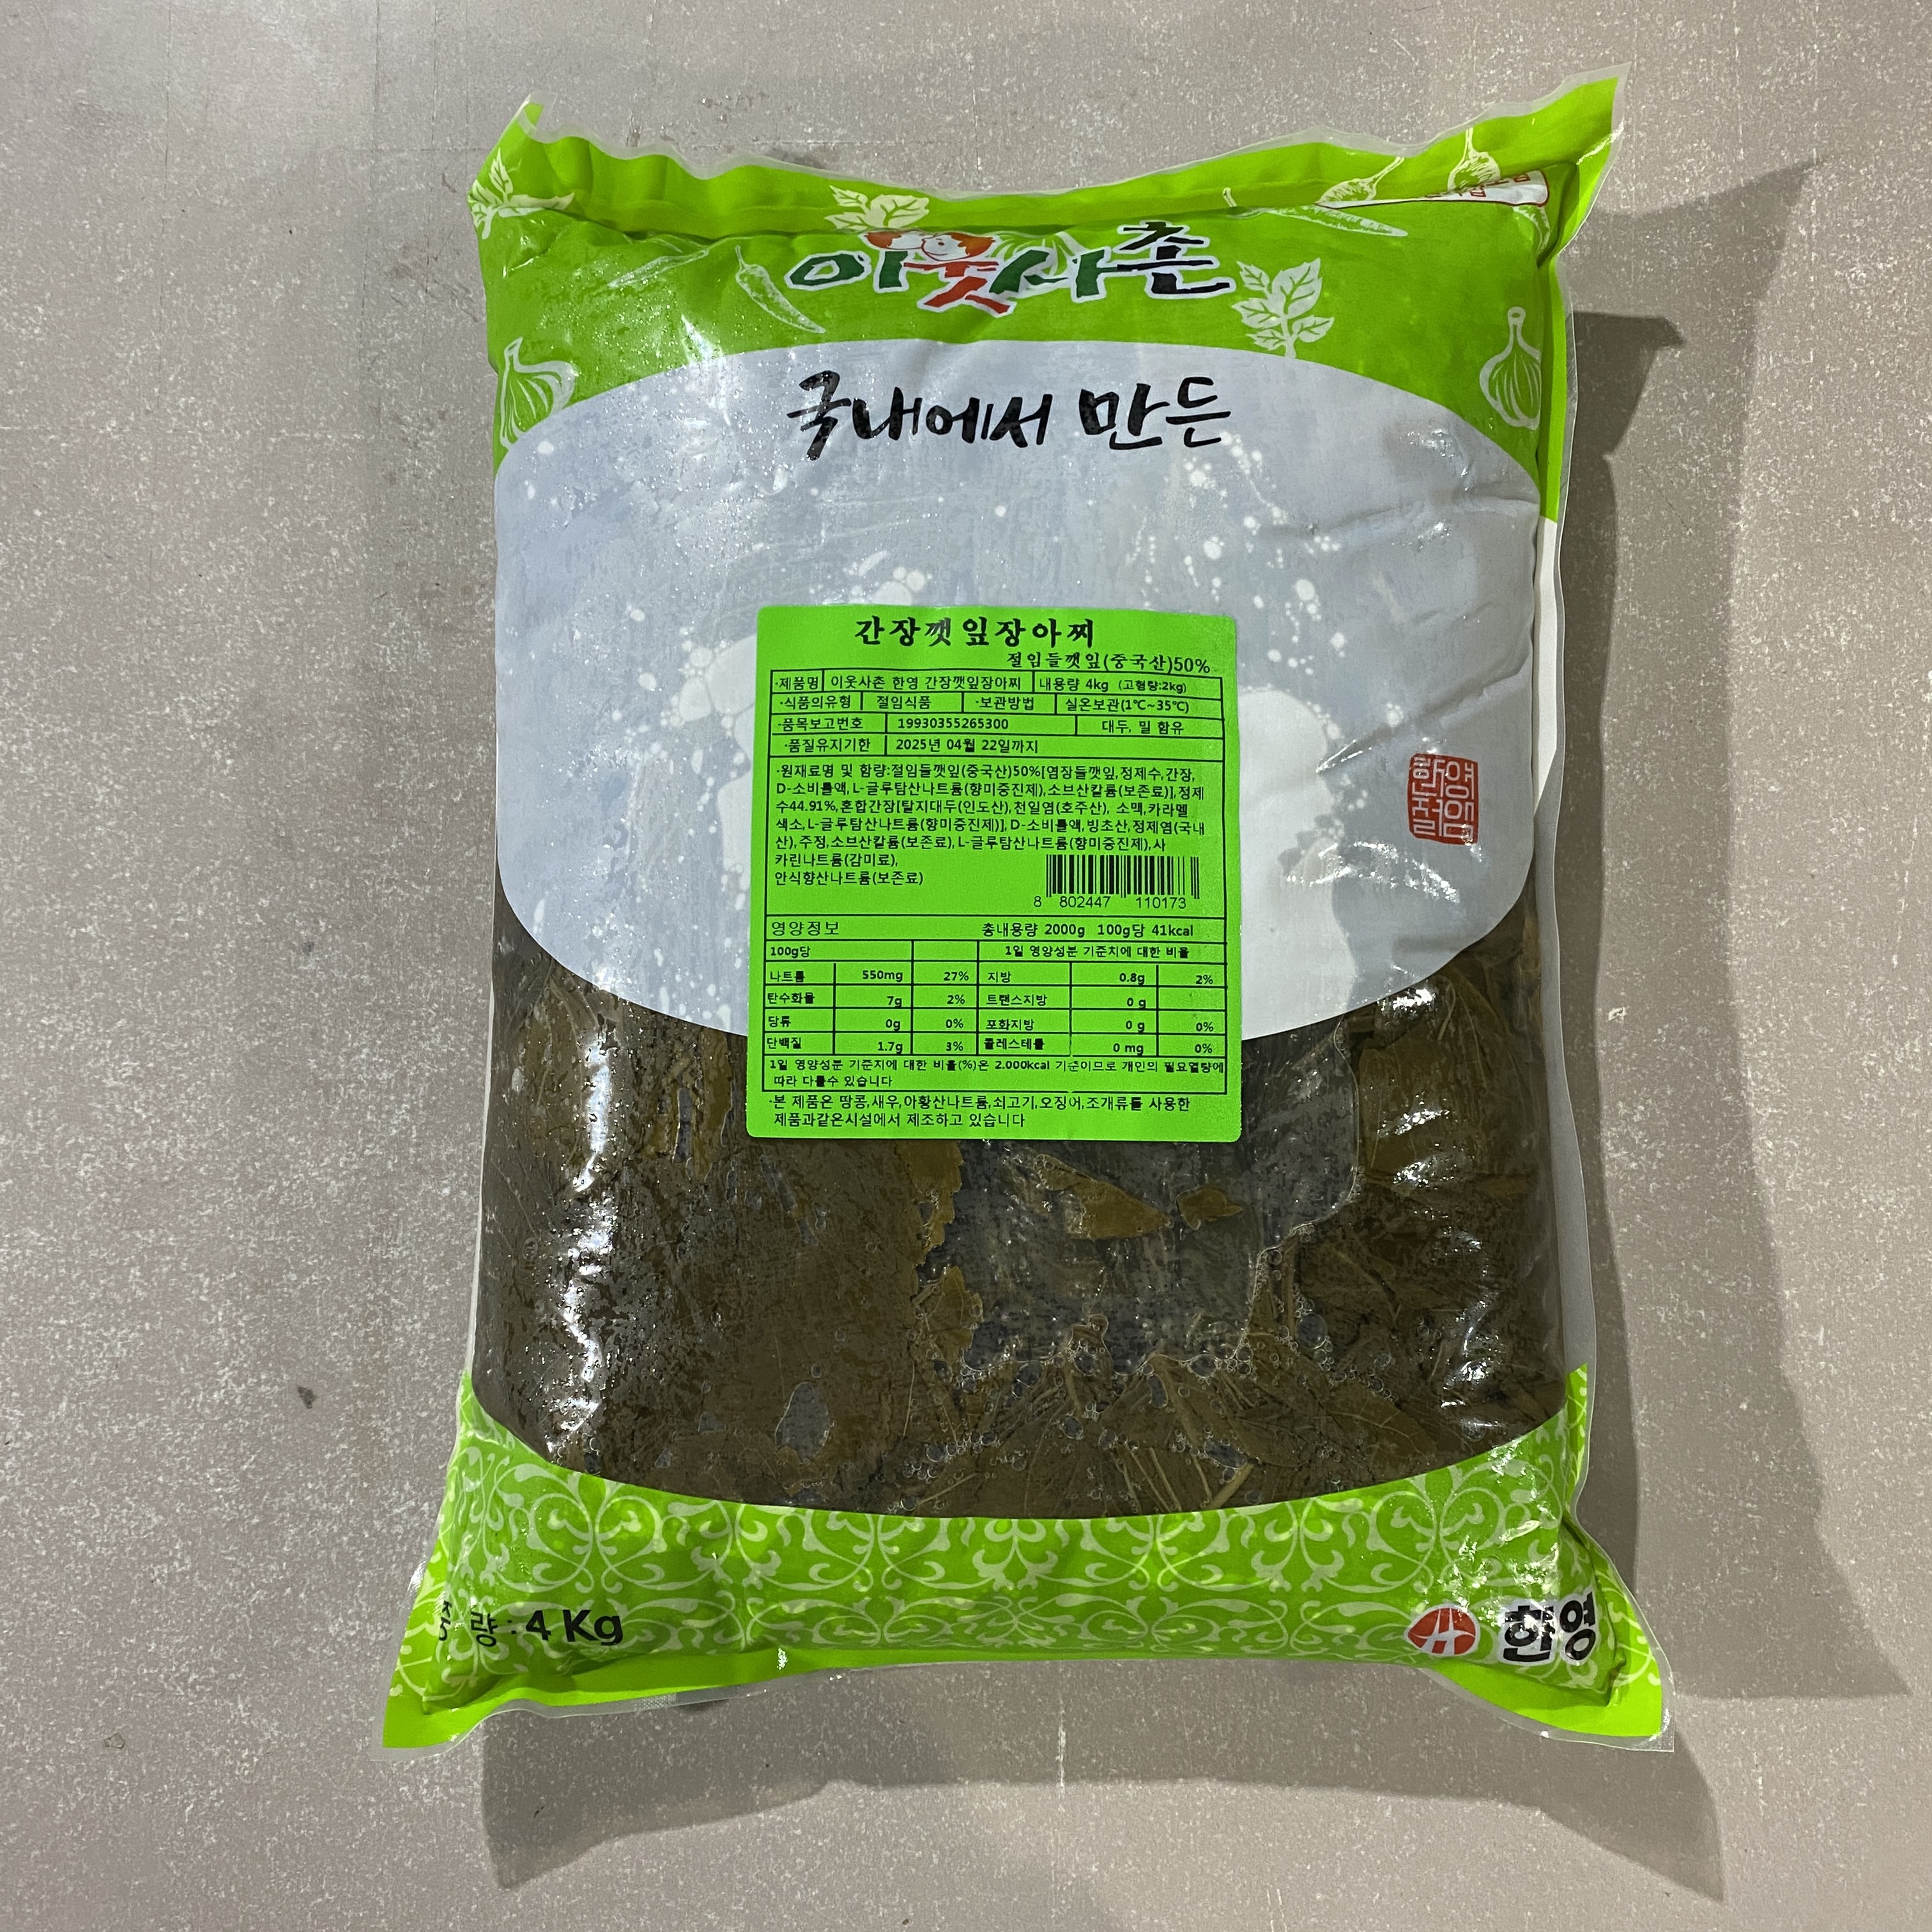 이웃사촌
국내에서 만든
간장깻잎장아찌
절임들깻잎(중국산)50%
·제품명 이웃사촌 한영 간장깻잎장아찌 내용량 4kg (고형량:2kg)
·식품의유형 절임식품 ·보관방법 실온보관(1℃~35℃)
·품목보고번호 19930355265300 대두, 밀 함유
·품질유지기한 2025년 04월 22일까지
·원재료명 및 함량:절임들깻잎(중국산)50%[염장들깻잎,정제수,간장,
D-소비톨액,L-글루탐산나트륨(향미증진제),소브산칼륨(보존료)],정제
수44.91%,혼합간장[탈지대두(인도산),천일염(호주산), 소맥,카라멜
색소,L-글루탐산나트륨(향미증진제)], D-소비톨액,빙초산,정제염(국내
산),주정,소브산칼륨(보존료),L-글루탐산나트륨(향미증진제),사
카린나트륨(감미료),
안식향산나트륨(보존료)
8 802447 110173
한영
절임
영양정보 총내용량 2000g 100g당 41kcal
100g당 1일 영양성분 기준치에 대한 비율
나트륨 550mg 27% 지방 0.8g 2%
탄수화물 7g 2% 트랜스지방 0 g
당류 0g 0% 포화지방 0 g 0%
단백질 1.7g 3% 콜레스테롤 0 mg 0%
1일 영양성분 기준치에 대한 비율(%)은 2.000kcal 기준이므로 개인의 필요열량에
따라 다를수 있습니다
·본 제품은 땅콩,새우,아황산나트륨,쇠고기,오징어,조개류를 사용한
제품과같은시설에서 제조하고 있습니다
중 량 : 4 Kg
한영